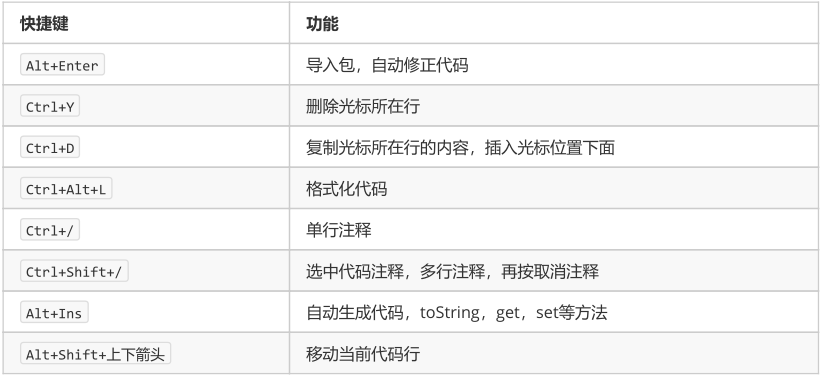 快捷键 功能
Alt+Enter 导入包，自动修正代码
Ctrl+Y 删除光标所在行
Ctrl+D 复制光标所在行的内容，插入光标位置下面
Ctrl+Alt+L 格式化代码
Ctrl+/ 单行注释
Ctrl+Shift+/ 选中代码注释，多行注释，再按取消注释
Alt+Ins 自动生成代码，toString，get，set等方法
Alt+Shift+上下箭头 移动当前代码行